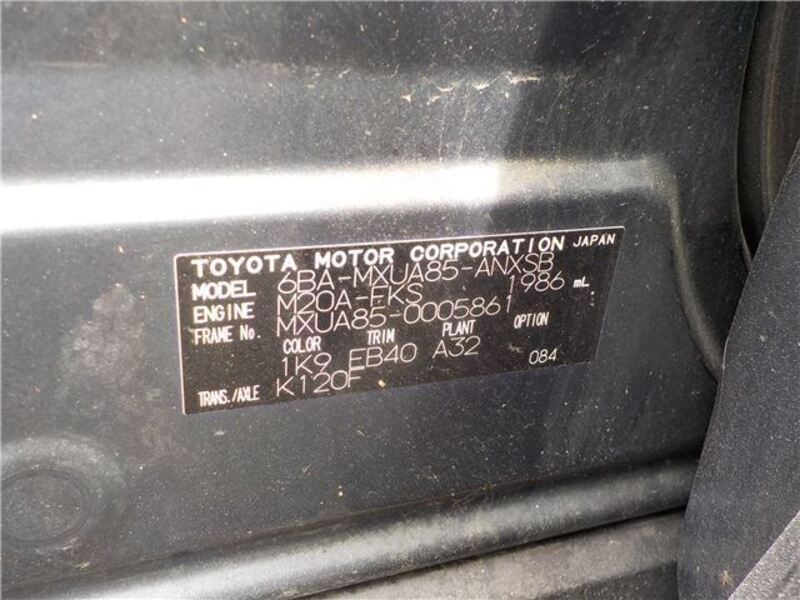 TOYOTA MOTOR CORPORATION JAPAN
MODEL 6BA-MXUA85-ANXSB
ENGINE M20A-FKS 1986 mL
FRAME No. MXUA85-0005861
COLOR TRIM PLANT OPTION
1K9 EB40 A32 084
TRANS./AXLE K120F